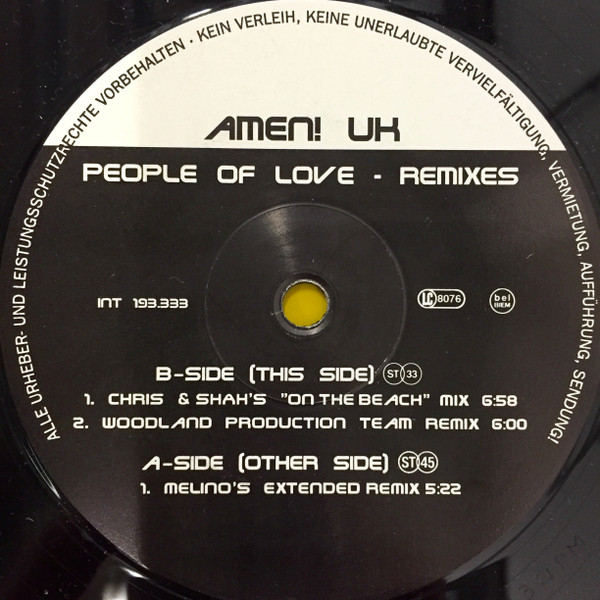 ALLE URHEBER- UND LEISTUNGSSCHUTZRECHTE VORBEHALTEN · KEIN VERLEIH, KEINE UNERLAUBTE VERVIELFÄLTIGUNG, VERMIETUNG, AUFFÜHRUNG, SENDUNG!
AMEN! UK
PEOPLE OF LOVE - REMIXES
INT 193.333
LC 8076
bel
BIEM
B-SIDE (THIS SIDE) ST 33
1. CHRIS & SHAH'S "ON THE BEACH" MIX 6:58
2. WOODLAND PRODUCTION TEAM REMIX 6:00
A-SIDE (OTHER SIDE) ST 45
1. MELINO'S EXTENDED REMIX 5:22